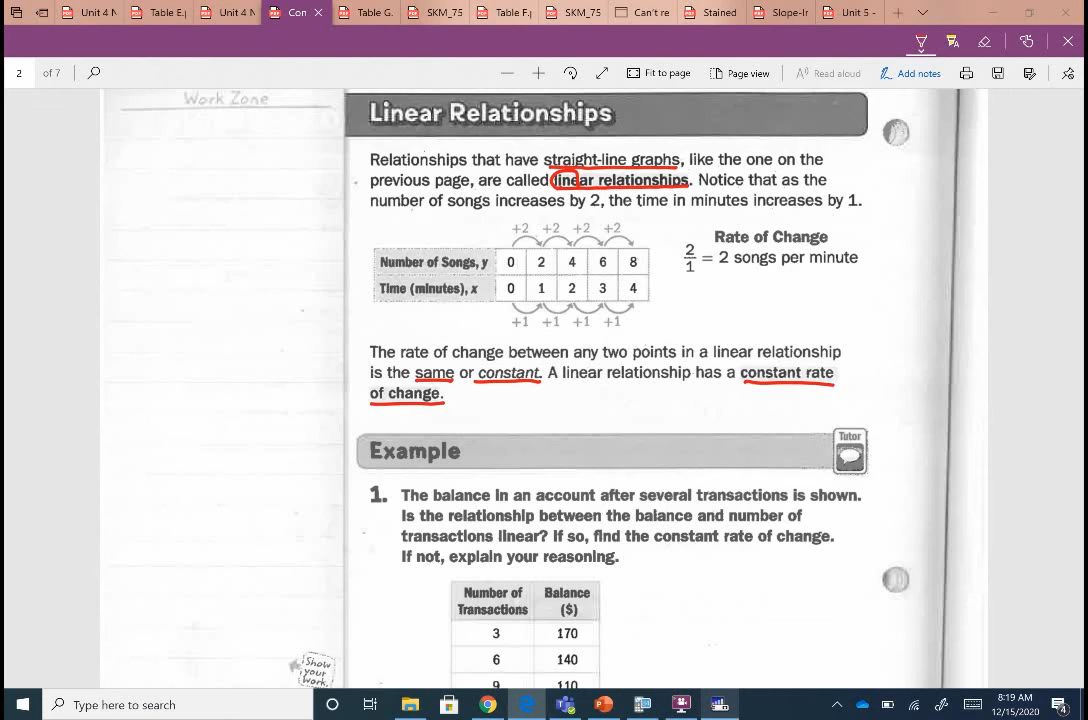 Unit 4 N
Table E.p
Unit 4 N
Con
Table G.
SKM_75
Table F.p
SKM_75
Can't re
Stained
Slope-Ir
Unit 5 -
2 of 7
Fit to page
Page view
Read aloud
Add notes
Work Zone
Linear Relationships
Relationships that have straight-line graphs, like the one on the
previous page, are called linear relationships. Notice that as the
number of songs increases by 2, the time in minutes increases by 1.
+2 +2 +2 +2
Number of Songs, y 0 2 4 6 8
Time (minutes), x 0 1 2 3 4
+1 +1 +1 +1
Rate of Change
2/1 = 2 songs per minute
The rate of change between any two points in a linear relationship
is the same or constant. A linear relationship has a constant rate
of change.
Example
Tutor
1. The balance in an account after several transactions is shown.
Is the relationship between the balance and number of
transactions linear? If so, find the constant rate of change.
If not, explain your reasoning.
Number of Transactions Balance ($)
3 170
6 140
9 110
Show
your
work.
Type here to search
8:19 AM
12/15/2020
4